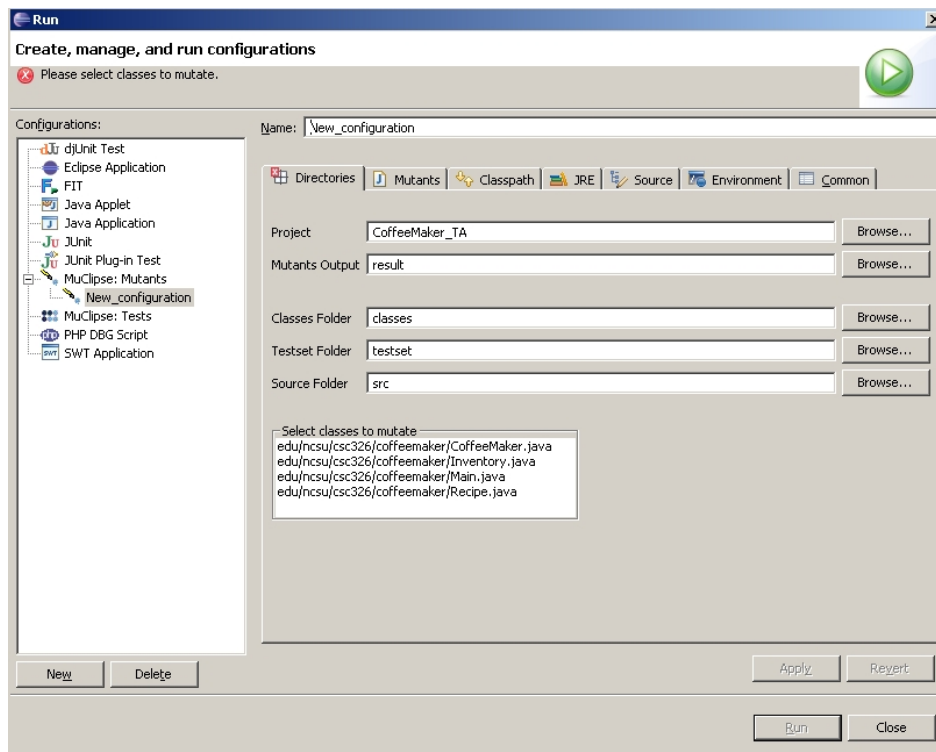 Run
Create, manage, and run configurations
Please select classes to mutate.
Configurations:
djUnit Test
Eclipse Application
FIT
Java Applet
Java Application
JUnit
JUnit Plug-in Test
MuClipse: Mutants
New_configuration
MuClipse: Tests
PHP DBG Script
SWT Application
New
Delete
Name: New_configuration
Directories Mutants Classpath JRE Source Environment Common
Project CoffeeMaker_TA Browse...
Mutants Output result Browse...
Classes Folder classes Browse...
Testset Folder testset Browse...
Source Folder src Browse...
Select classes to mutate
edu/ncsu/csc326/coffeemaker/CoffeeMaker.java
edu/ncsu/csc326/coffeemaker/Inventory.java
edu/ncsu/csc326/coffeemaker/Main.java
edu/ncsu/csc326/coffeemaker/Recipe.java
Apply Revert
Run Close